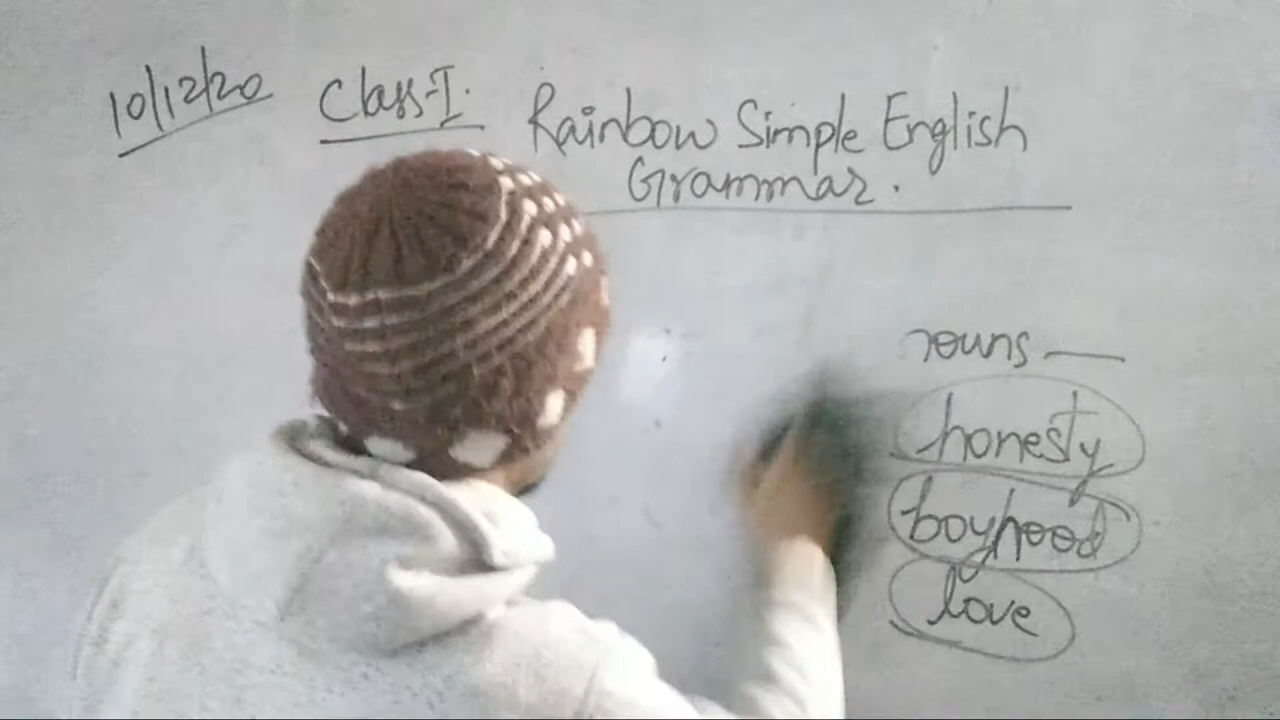 10/12/20 Class-I. Rainbow Simple English
Grammar.
nouns —
honesty
boyhood
love